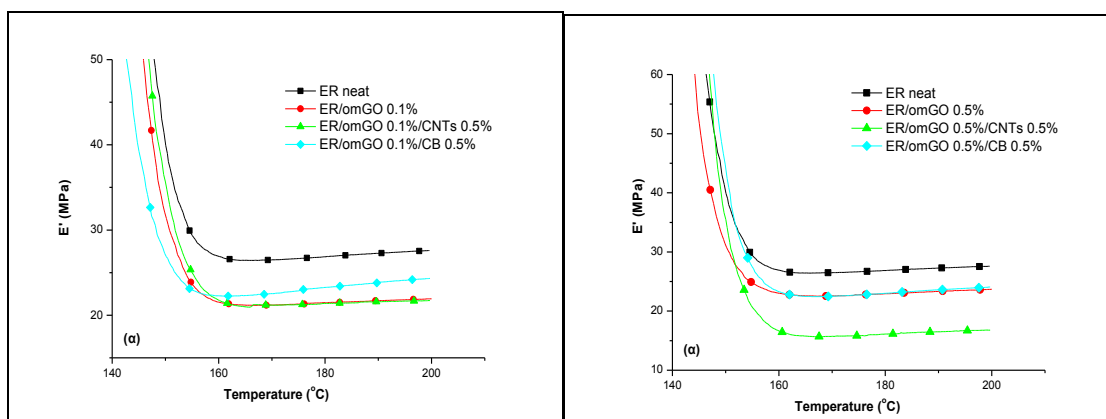 50
40
30
20
E' (MPa)
ER neat
ER/omGO 0.1%
ER/omGO 0.1%/CNTs 0.5%
ER/omGO 0.1%/CB 0.5%
(α)
140 160 180 200
Temperature (°C)
60
50
40
30
20
10
E' (MPa)
ER neat
ER/omGO 0.5%
ER/omGO 0.5%/CNTs 0.5%
ER/omGO 0.5%/CB 0.5%
(α)
140 160 180 200
Temperature (°C)